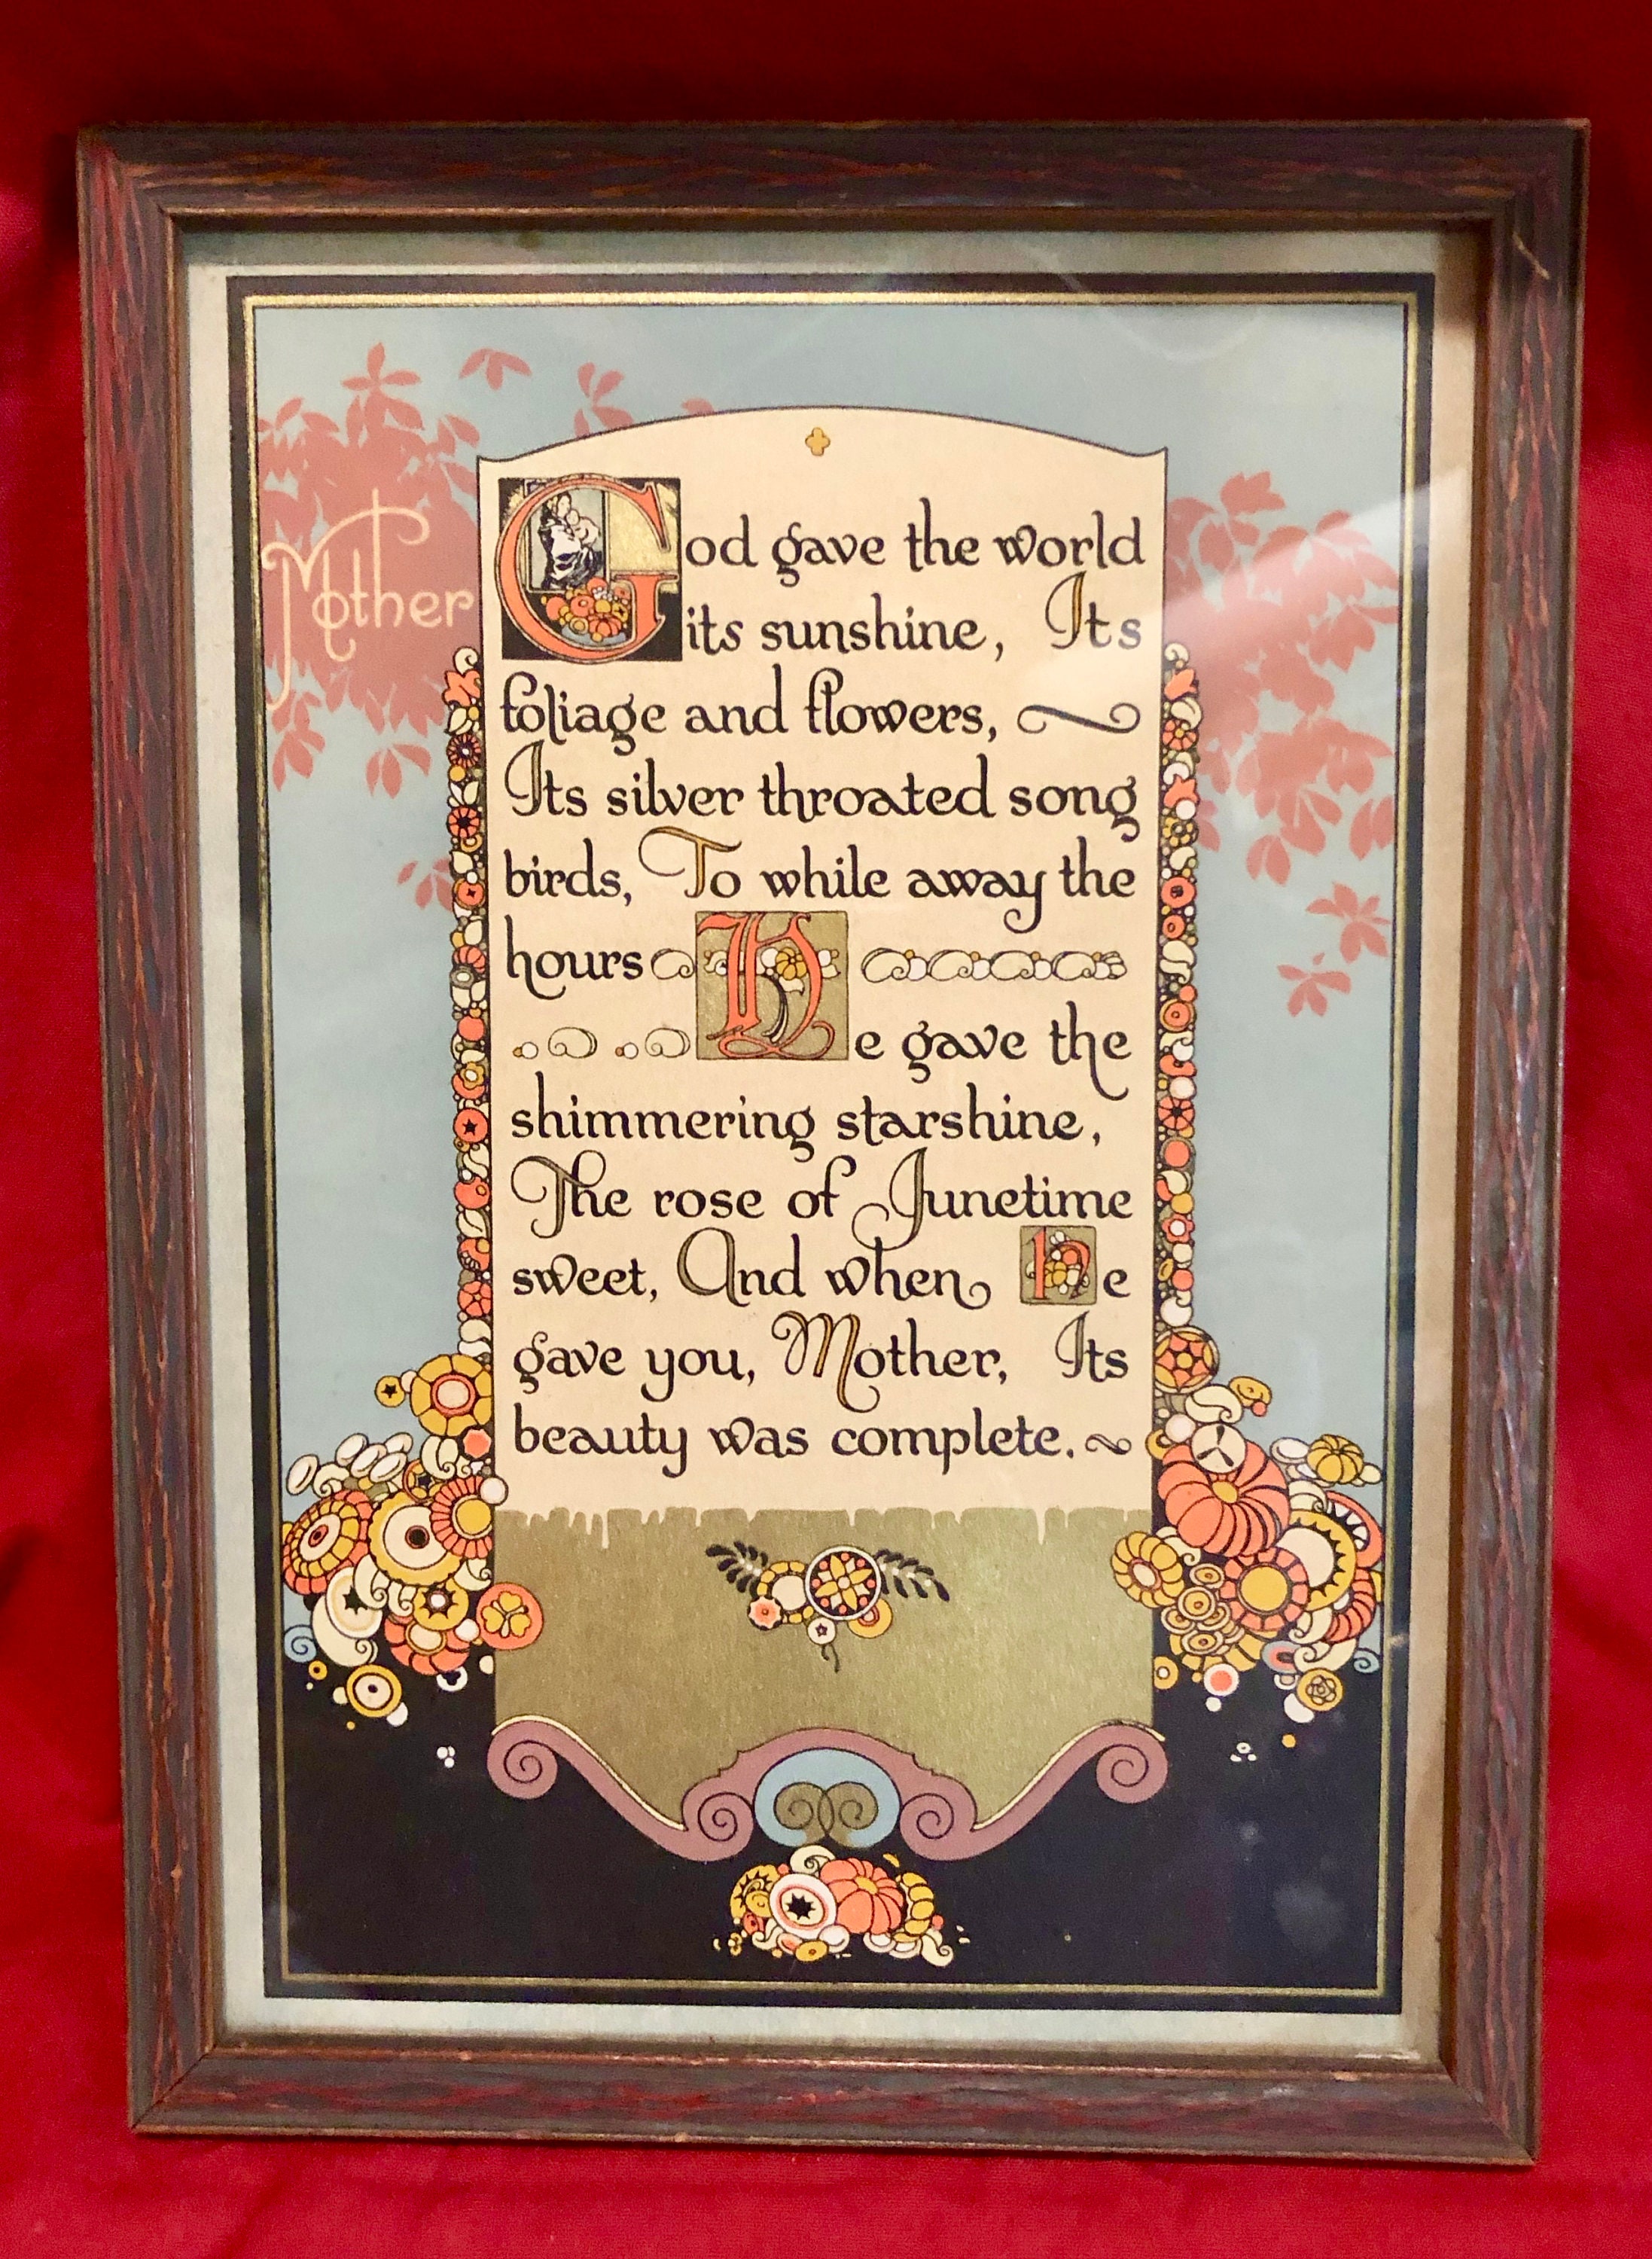 Mother
God gave the world
its sunshine, Its
foliage and flowers,
Its silver throated song
birds, To while away the
hours
He gave the
shimmering starshine,
The rose of Junetime
sweet, And when He
gave you, Mother, Its
beauty was complete.